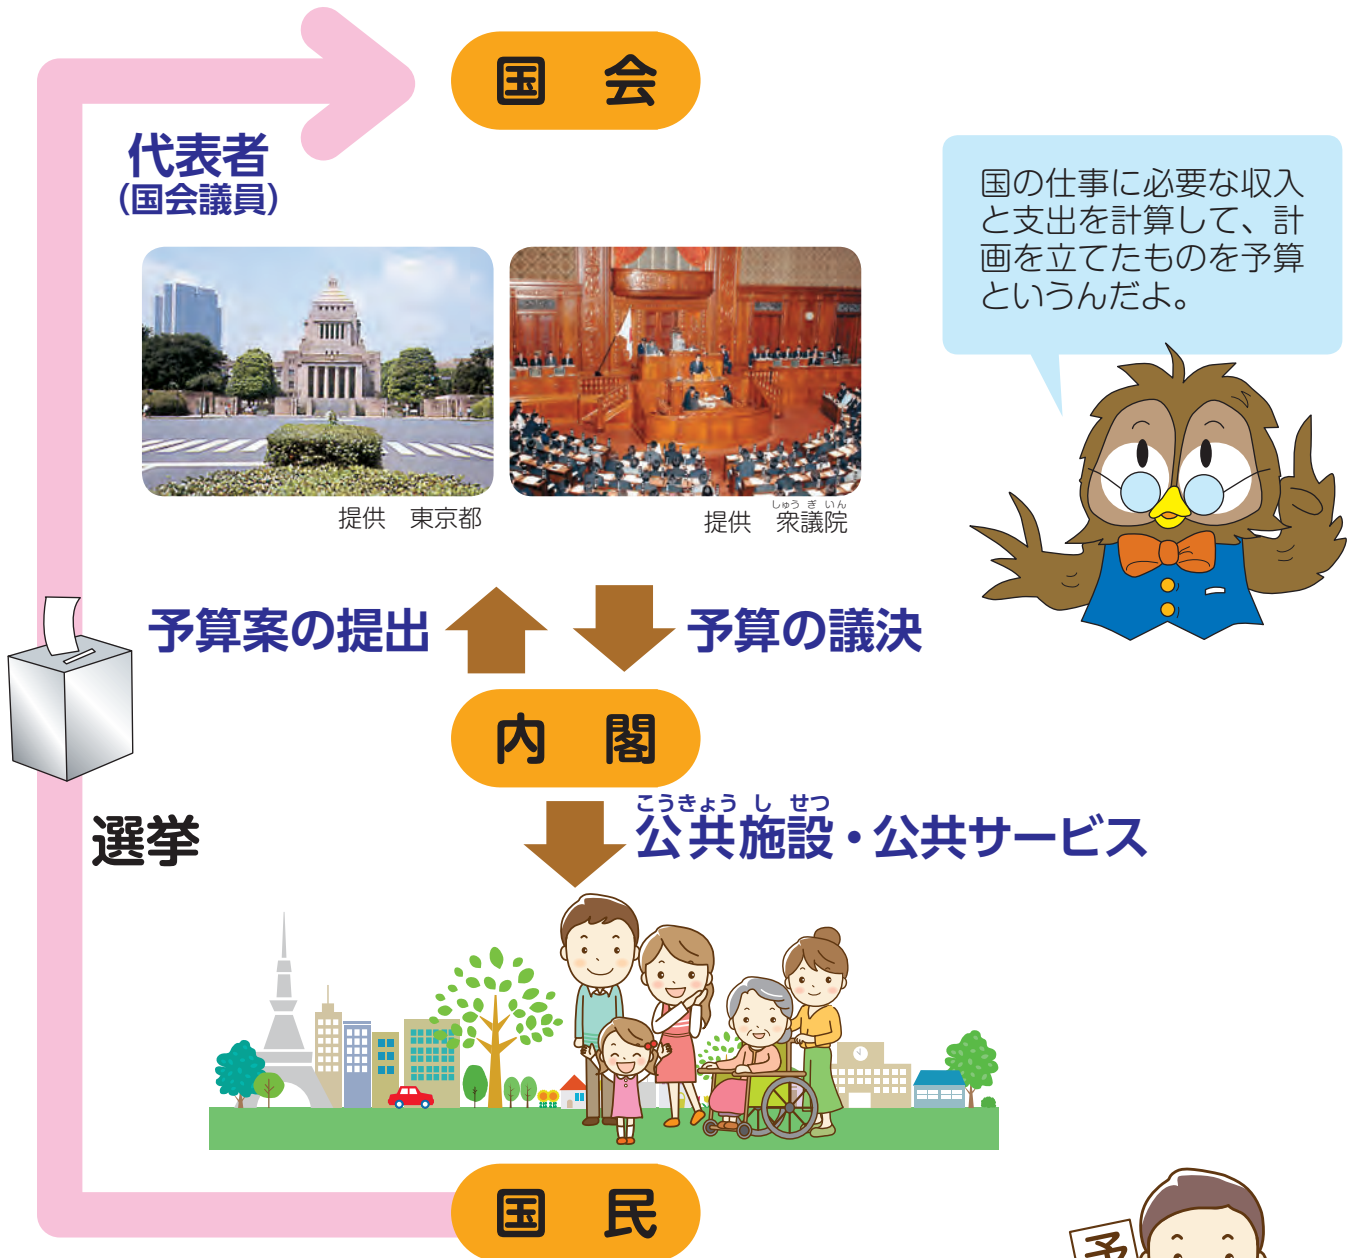 国 会
代表者
(国会議員)
国の仕事に必要な収入
と支出を計算して、計
画を立てたものを予算
というんだよ。
提供 東京都
しゅうぎいん
提供 衆議院
予算案の提出
予算の議決
内 閣
こうきょうしせつ
公共施設・公共サービス
選挙
国 民
予